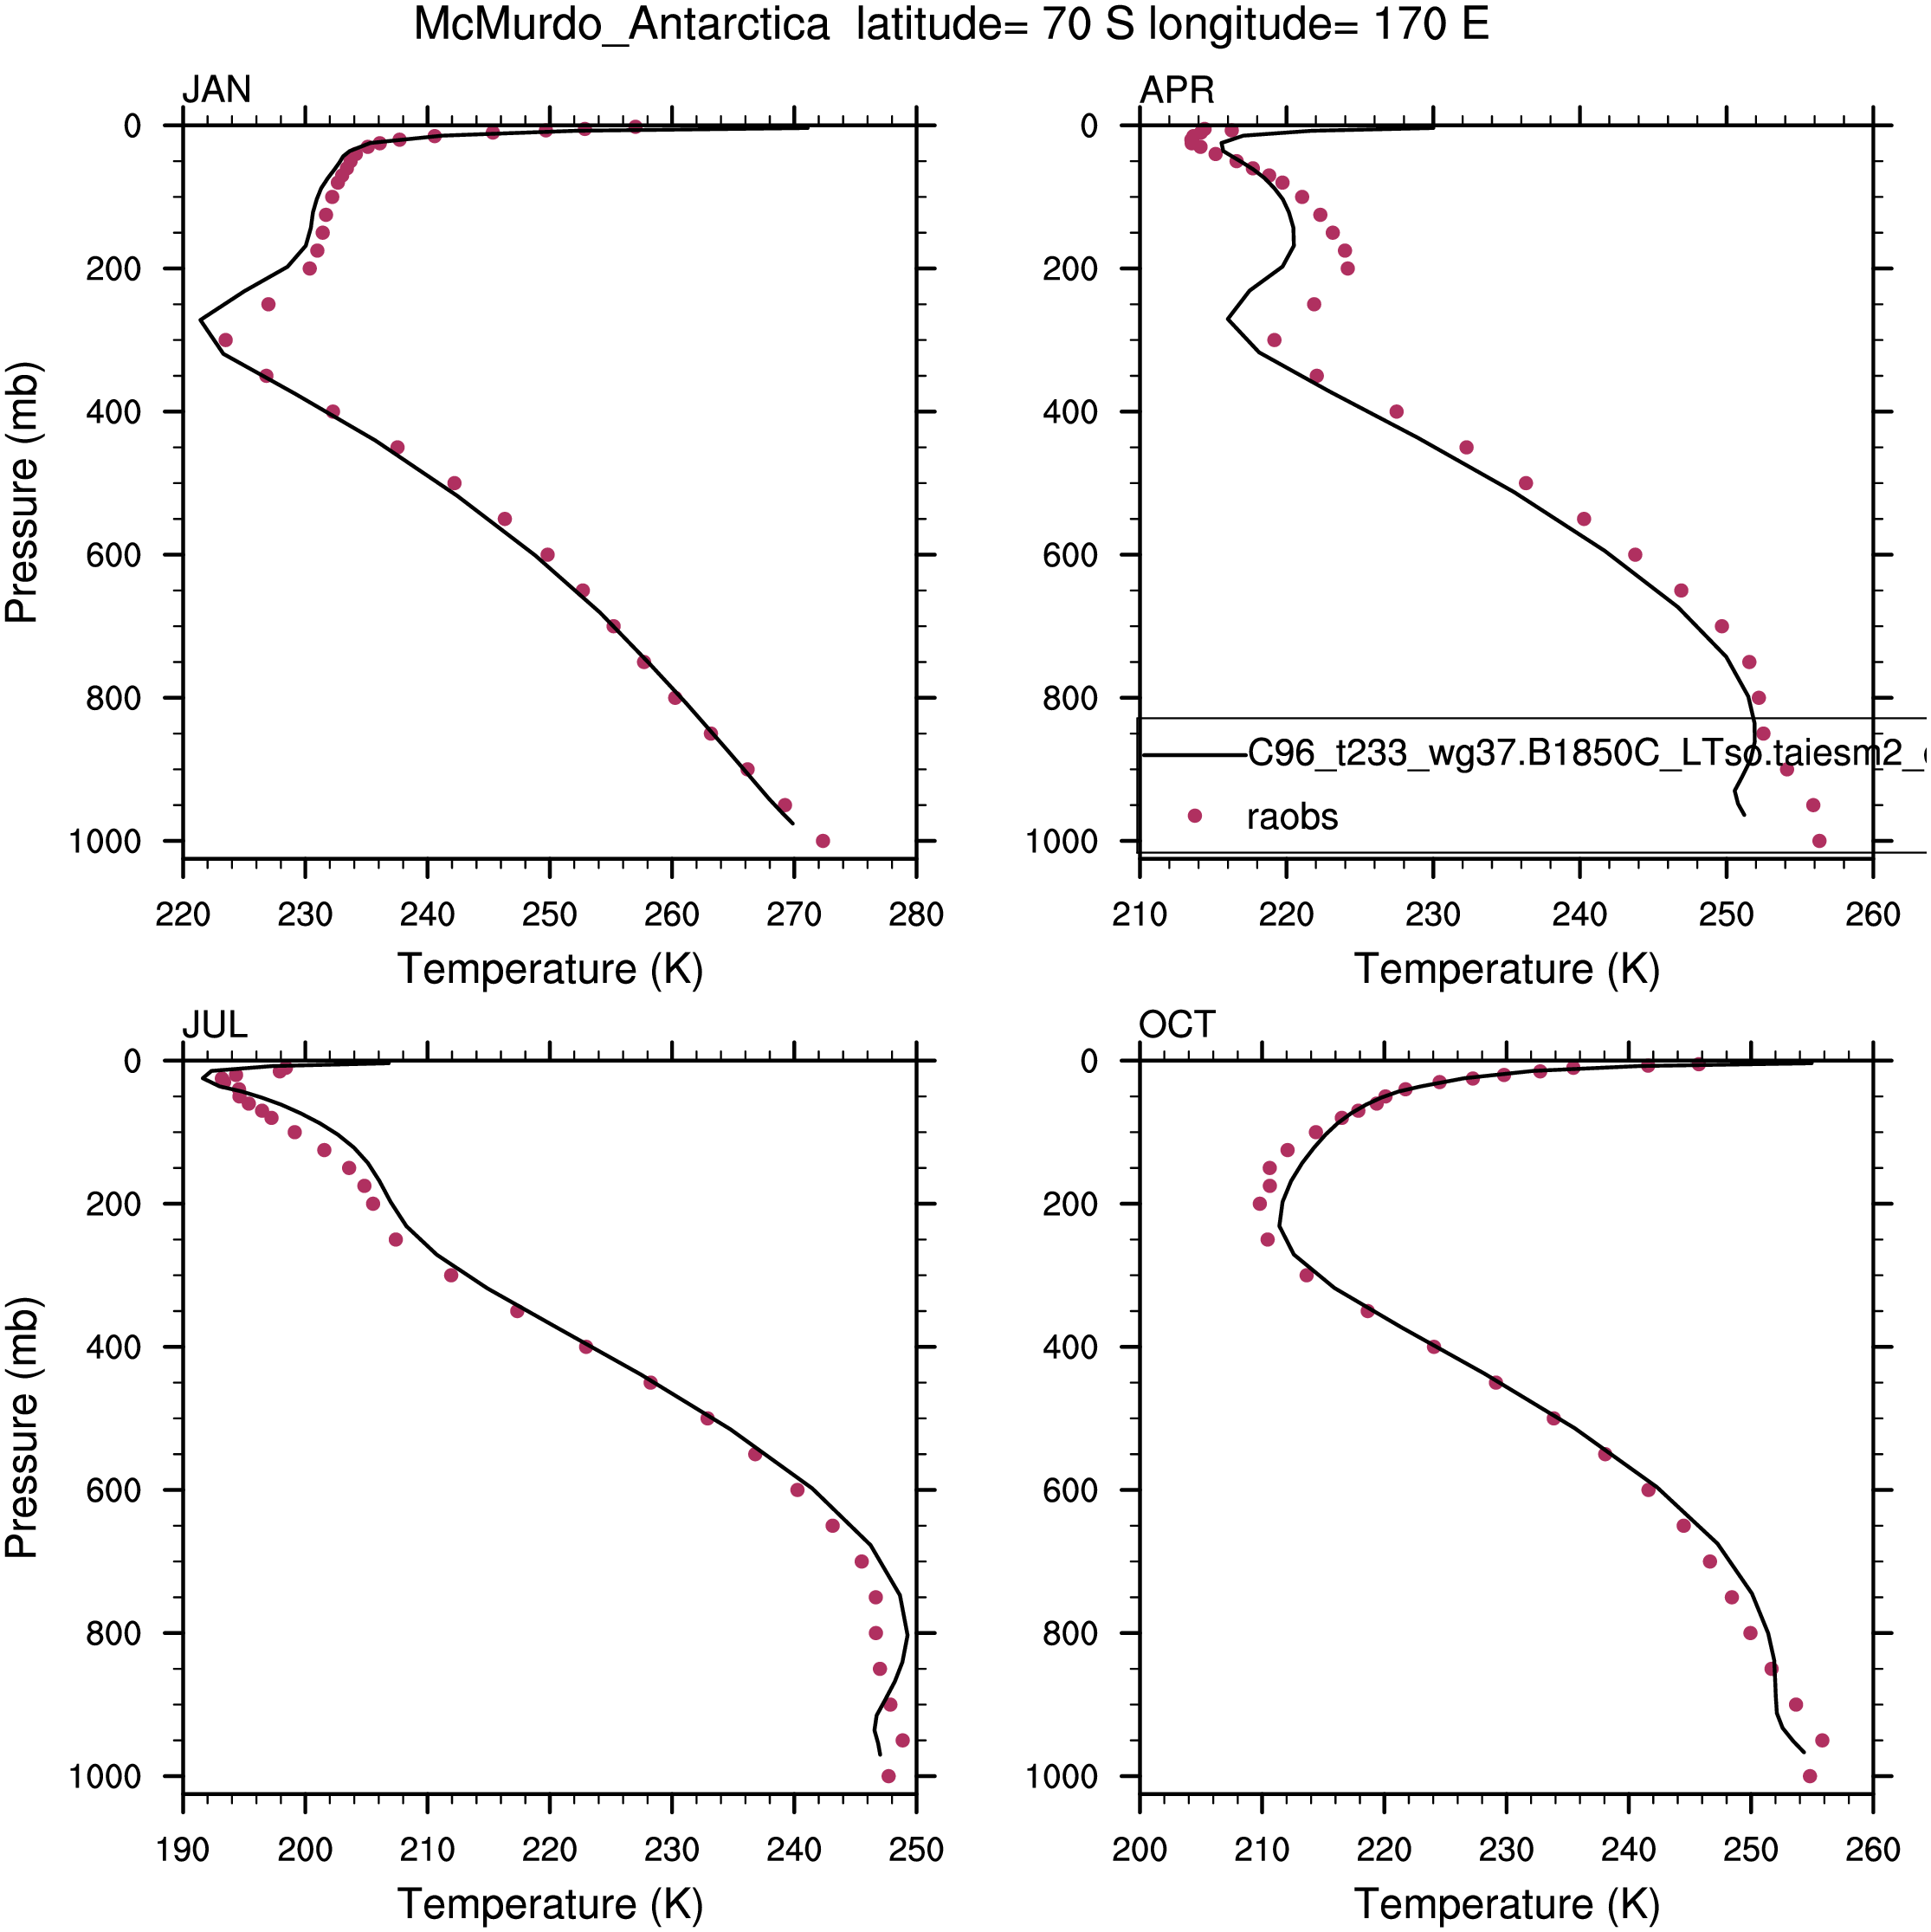 McMurdo_Antarctica latitude= 70 S longitude= 170 E
JAN
APR
0
200
400
600
800
1000
Pressure (mb)
220 230 240 250 260 270 280
Temperature (K)
0
200
400
600
800
1000
C96_t233_wg37.B1850C_LTso.taiesm2_
raobs
210 220 230 240 250 260
Temperature (K)
JUL
OCT
0
200
400
600
800
1000
Pressure (mb)
190 200 210 220 230 240 250
Temperature (K)
0
200
400
600
800
1000
200 210 220 230 240 250 260
Temperature (K)